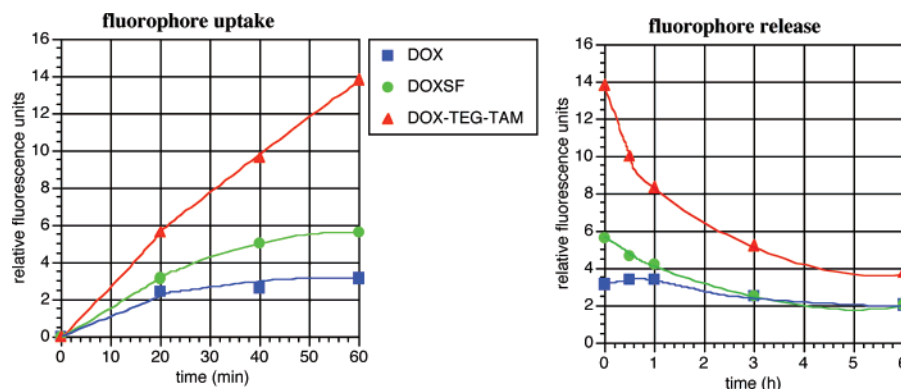 fluorophore uptake
relative fluorescence units
16
14
12
10
8
6
4
2
0
0 10 20 30 40 50 60
time (min)
DOX
DOXSF
DOX-TEG-TAM
fluorophore release
relative fluorescence units
16
14
12
10
8
6
4
2
0
0 1 2 3 4 5 6
time (h)